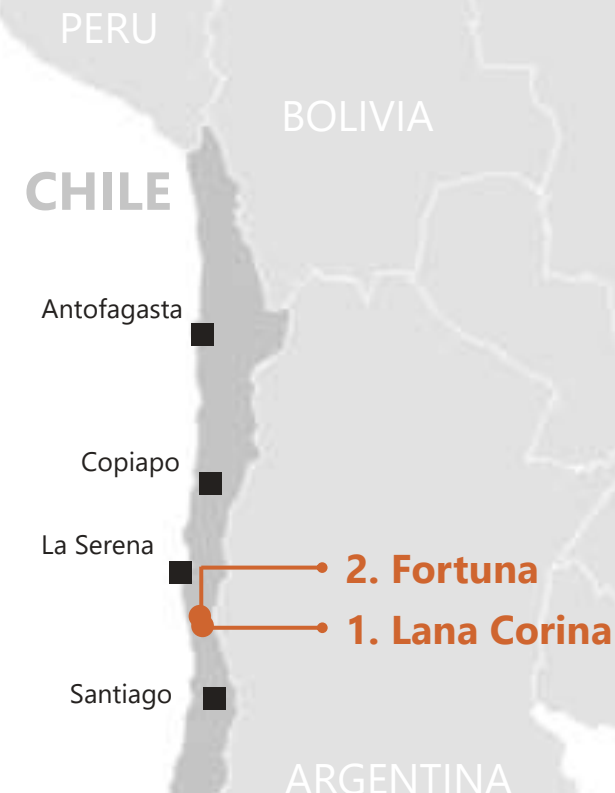 PERU
BOLIVIA
CHILE
Antofagasta
Copiapo
La Serena
2. Fortuna
1. Lana Corina
Santiago
ARGENTINA